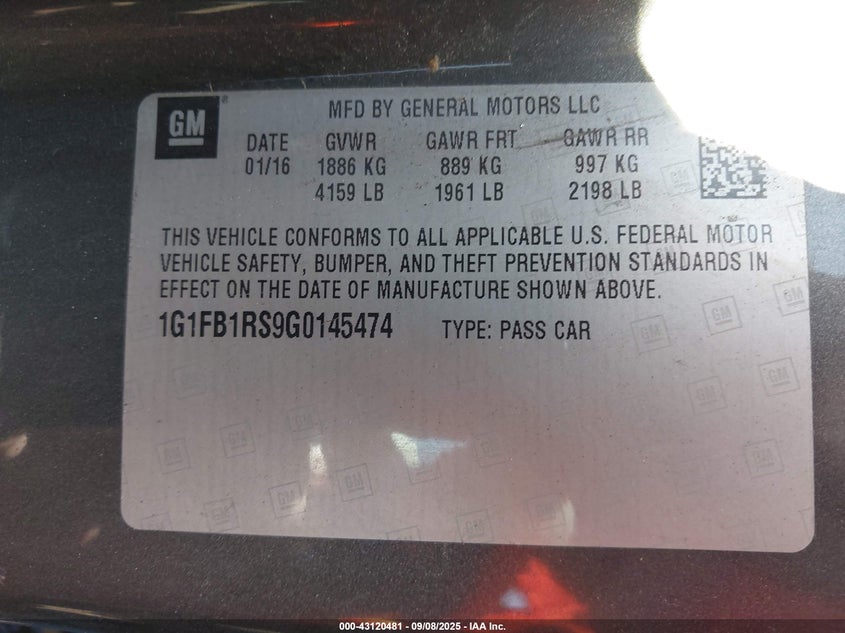 GM ®
MFD BY GENERAL MOTORS LLC
DATE GVWR GAWR FRT GAWR RR
01/16 1886 KG 889 KG 997 KG
4159 LB 1961 LB 2198 LB
THIS VEHICLE CONFORMS TO ALL APPLICABLE U.S. FEDERAL MOTOR
VEHICLE SAFETY, BUMPER, AND THEFT PREVENTION STANDARDS IN
EFFECT ON THE DATE OF MANUFACTURE SHOWN ABOVE.
1G1FB1RS9G0145474 TYPE: PASS CAR
000-43120481 - 09/08/2025 - IAA Inc.